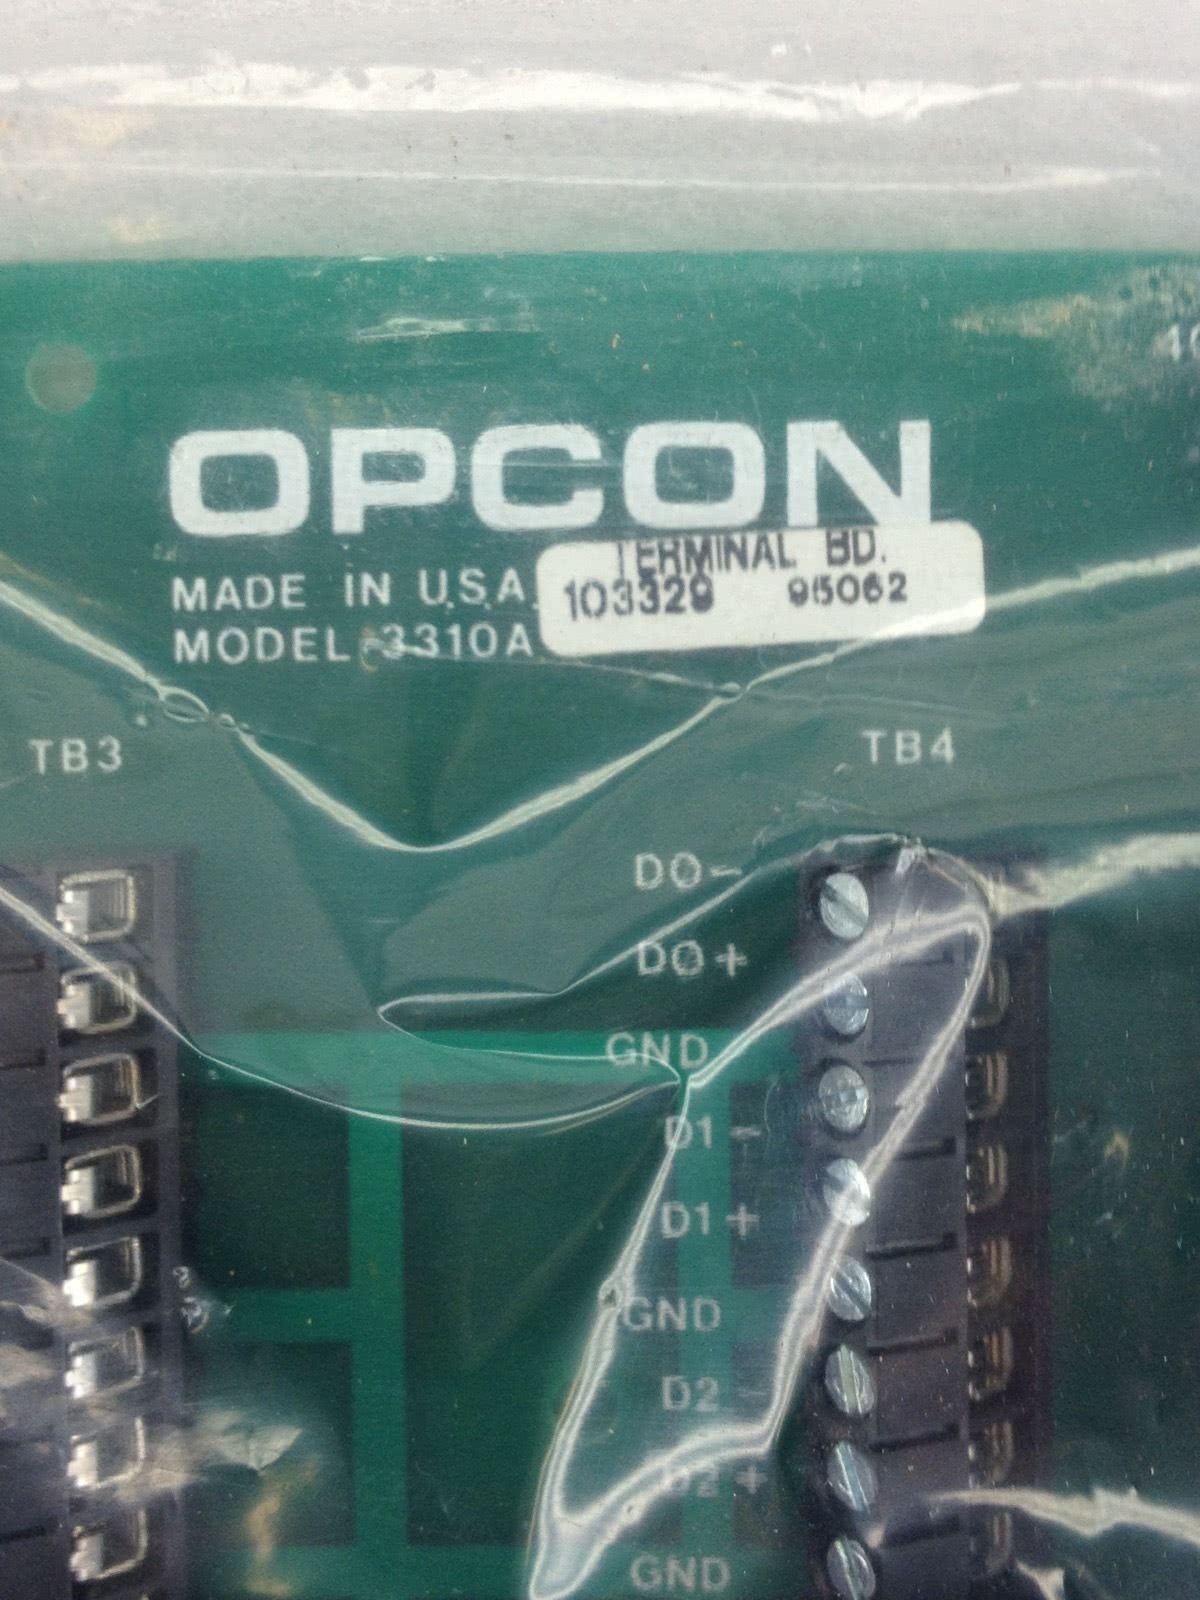 OPCON
TERMINAL BD.
103329 95062
MADE IN U.S.A.
MODEL 3310A
TB3
TB4
D0-
D0+
GND
D1-
D1+
GND
D2-
D2+
GND